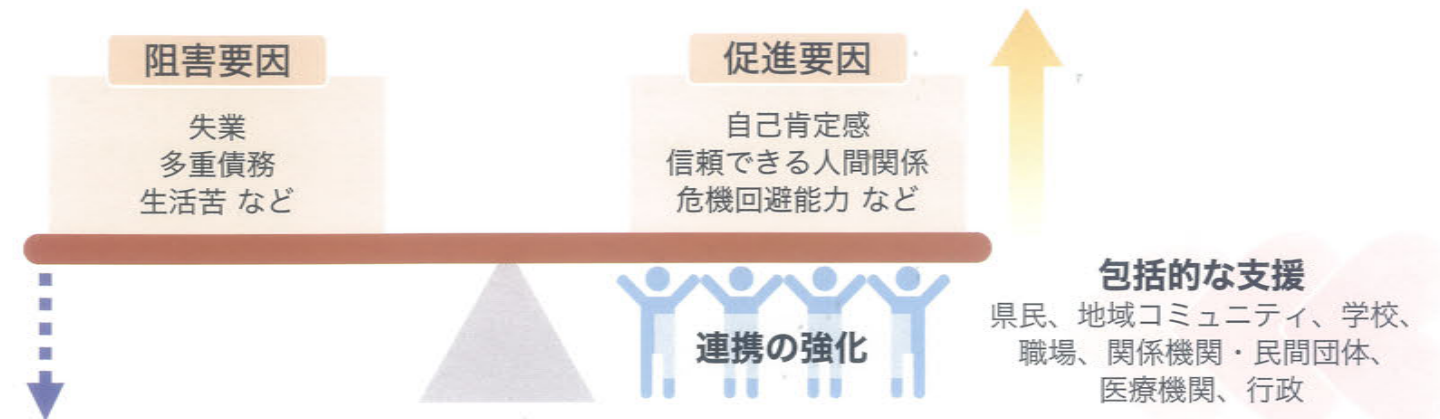 阻害要因
失業
多重債務
生活苦 など
促進要因
自己肯定感
信頼できる人間関係
危機回避能力 など
連携の強化
包括的な支援
県民、地域コミュニティ、学校、
職場、関係機関・民間団体、
医療機関、行政